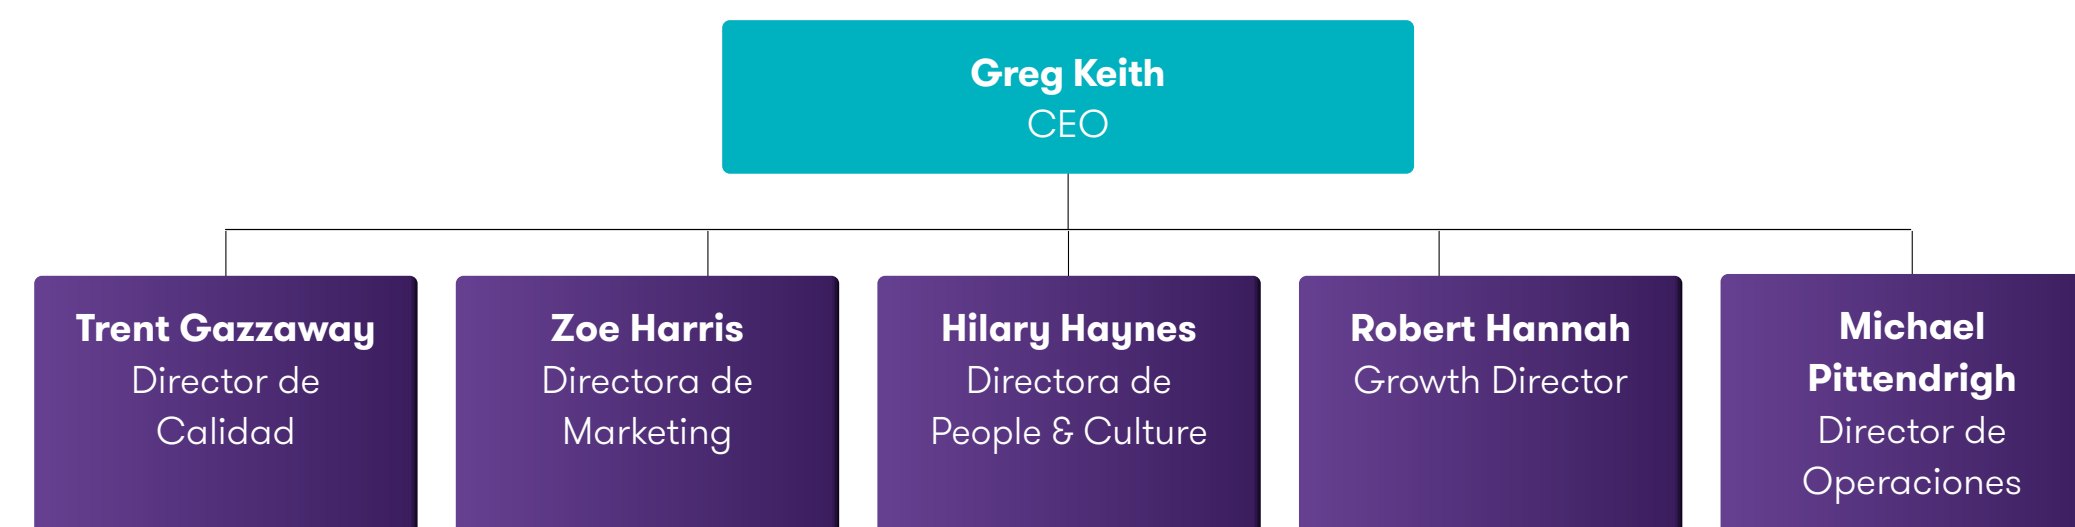 Greg Keith
CEO
Trent Gazzaway
Director de
Calidad
Zoe Harris
Directora de
Marketing
Hilary Haynes
Directora de
People & Culture
Robert Hannah
Growth Director
Michael
Pittendrigh
Director de
Operaciones